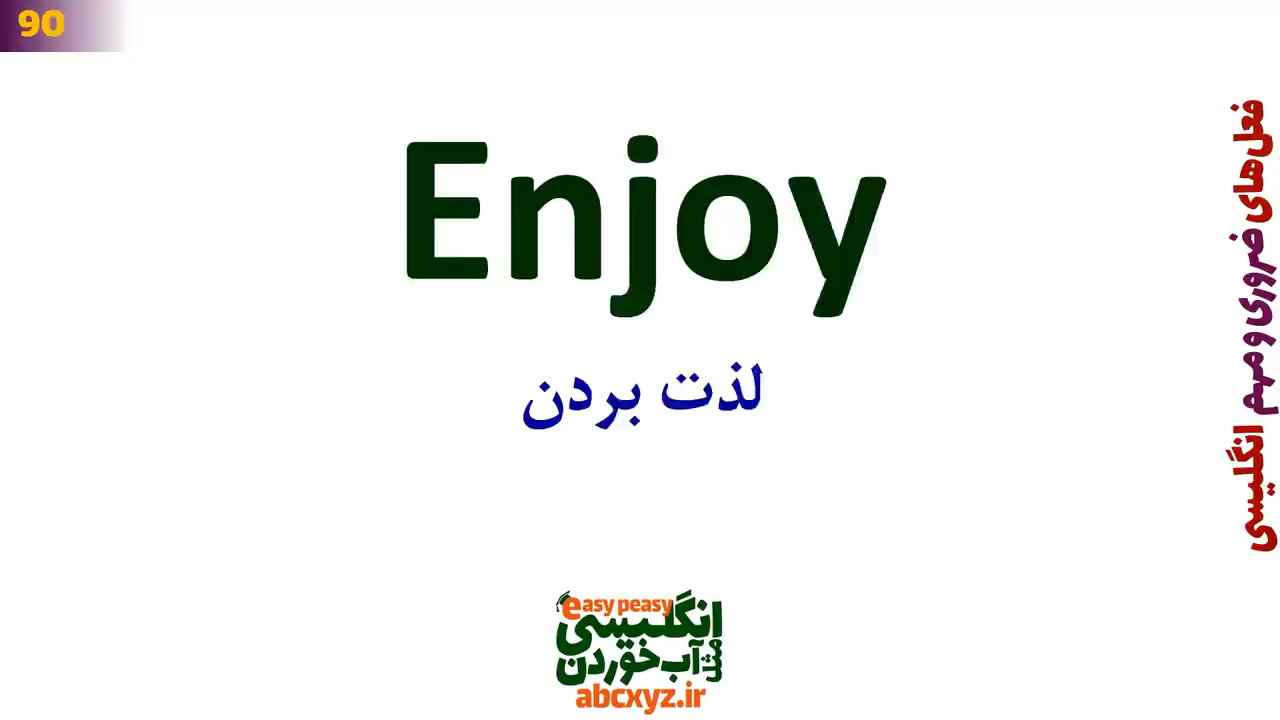 90
Enjoy
لذت بردن
فعل‌های ضروری و مهم انگلیسی
easy peasy
انگلیسی
مثل آب خوردن
abcxyz.ir